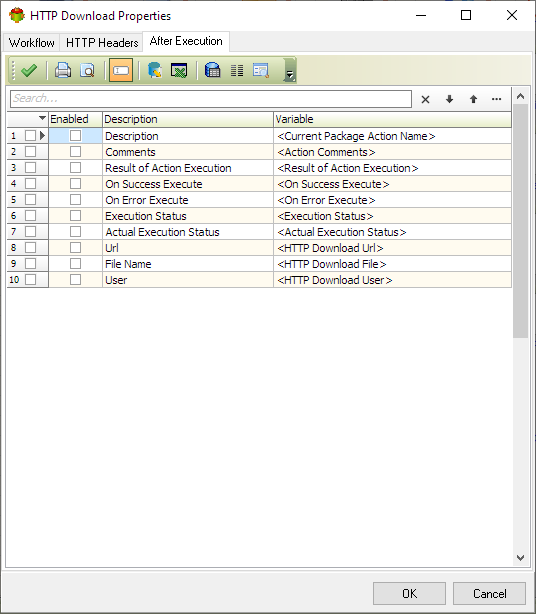 HTTP Download Properties
Workflow HTTP Headers After Execution
Search...
Enabled Description Variable
1 Description <Current Package Action Name>
2 Comments <Action Comments>
3 Result of Action Execution <Result of Action Execution>
4 On Success Execute <On Success Execute>
5 On Error Execute <On Error Execute>
6 Execution Status <Execution Status>
7 Actual Execution Status <Actual Execution Status>
8 Url <HTTP Download Url>
9 File Name <HTTP Download File>
10 User <HTTP Download User>
OK Cancel